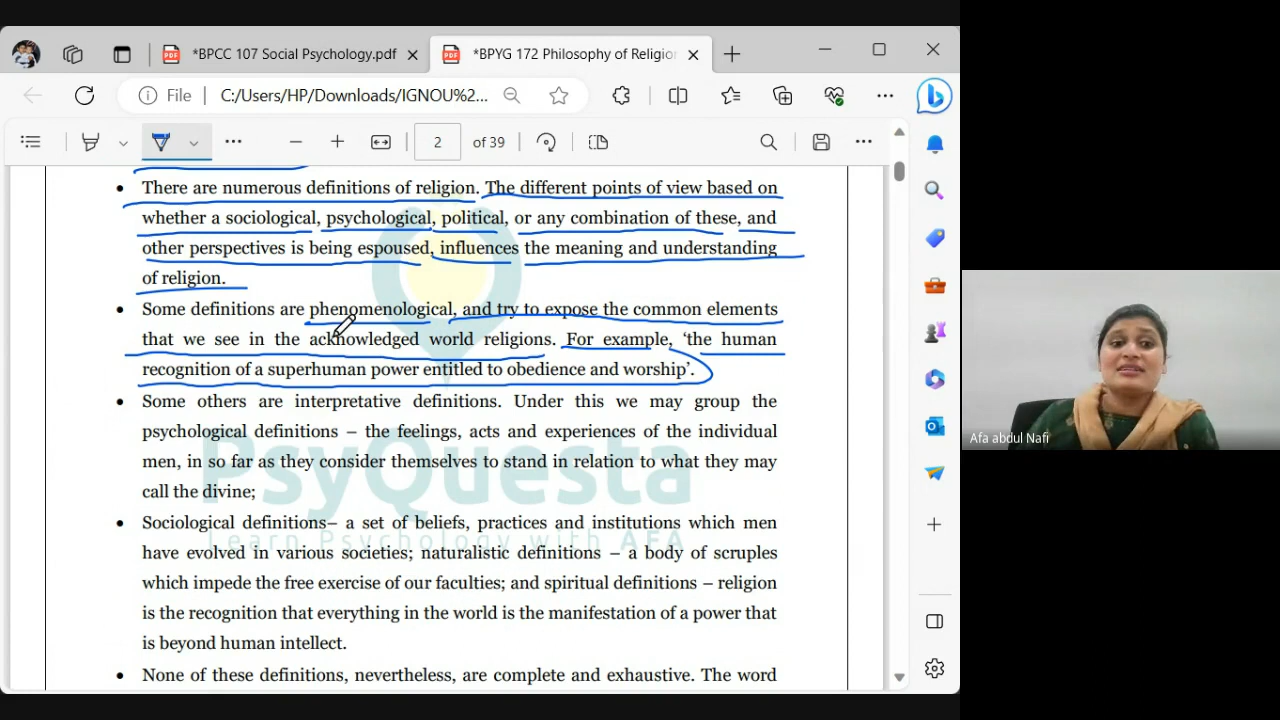 *BPCC 107 Social Psychology.pdf
*BPYG 172 Philosophy of Religio
File
C:/Users/HP/Downloads/IGNOU%2...
2
of 39
There are numerous definitions of religion. The different points of view based on
whether a sociological, psychological, political, or any combination of these, and
other perspectives is being espoused, influences the meaning and understanding
of religion.
Some definitions are phenomenological, and try to expose the common elements
that we see in the acknowledged world religions. For example, ‘the human
recognition of a superhuman power entitled to obedience and worship’.
Some others are interpretative definitions. Under this we may group the
psychological definitions – the feelings, acts and experiences of the individual
men, in so far as they consider themselves to stand in relation to what they may
call the divine;
Sociological definitions– a set of beliefs, practices and institutions which men
have evolved in various societies; naturalistic definitions – a body of scruples
which impede the free exercise of our faculties; and spiritual definitions – religion
is the recognition that everything in the world is the manifestation of a power that
is beyond human intellect.
None of these definitions, nevertheless, are complete and exhaustive. The word
PsyQuesta
Learn Psychology with AFA
Afa abdul Nafi